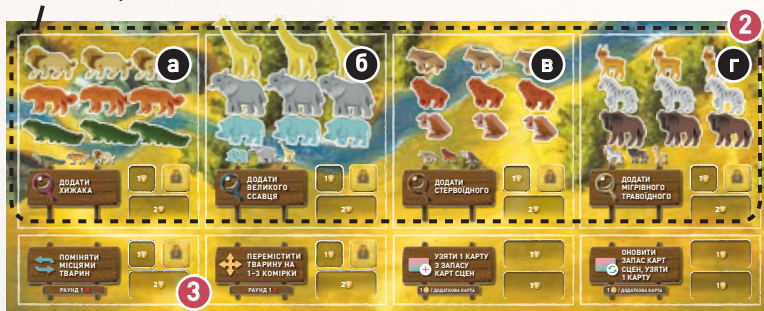 2
а
б
в
г
ДОДАТИ
ХИЖАКА
1
2
ДОДАТИ
ВЕЛИКОГО
ССАВЦЯ
1
2
ДОДАТИ
СТЕРВОЇДНОГО
1
2
ДОДАТИ
МІГРІВНОГО
ТРАВОЇДНОГО
1
2
ПОМІНЯТИ
МІСЦЯМИ
ТВАРИН
РАУНД 1 ×
1
2
ПЕРЕМІСТИТИ
ТВАРИНУ НА
1–3 КОМІРКИ
РАУНД 1 ×
1
2
УЗЯТИ 1 КАРТУ
З ЗАПАСУ
КАРТ СЦЕН
1 / ДОДАТКОВА КАРТА
1
1
ОНОВИТИ
ЗАПАС КАРТ
СЦЕН, УЗЯТИ
1 КАРТУ
1 / ДОДАТКОВА КАРТА
1
1
3